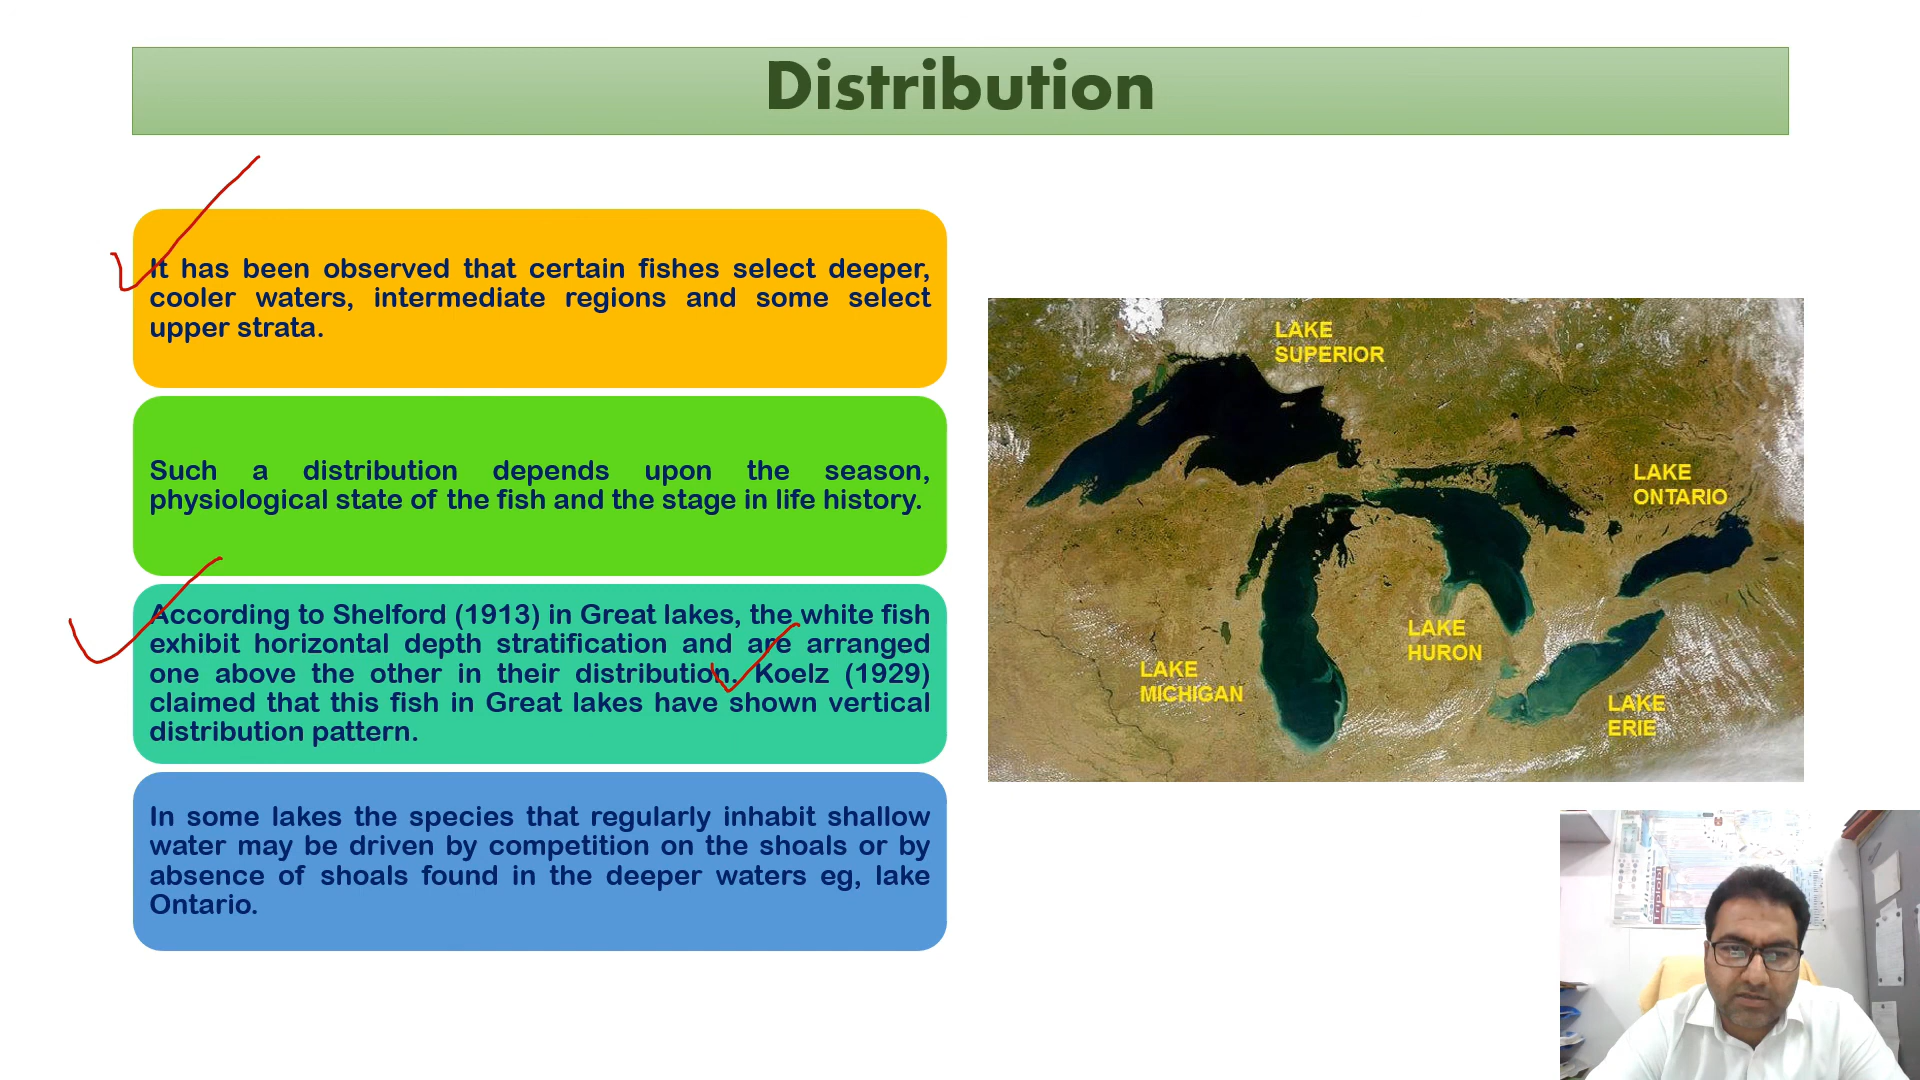 Distribution
It has been observed that certain fishes select deeper,
cooler waters, intermediate regions and some select
upper strata.
Such a distribution depends upon the season,
physiological state of the fish and the stage in life history.
According to Shelford (1913) in Great lakes, the white fish
exhibit horizontal depth stratification and are arranged
one above the other in their distribution. Koelz (1929)
claimed that this fish in Great lakes have shown vertical
distribution pattern.
In some lakes the species that regularly inhabit shallow
water may be driven by competition on the shoals or by
absence of shoals found in the deeper waters eg, lake
Ontario.
LAKE
SUPERIOR
LAKE
ONTARIO
LAKE
HURON
LAKE
MICHIGAN
LAKE
ERIE